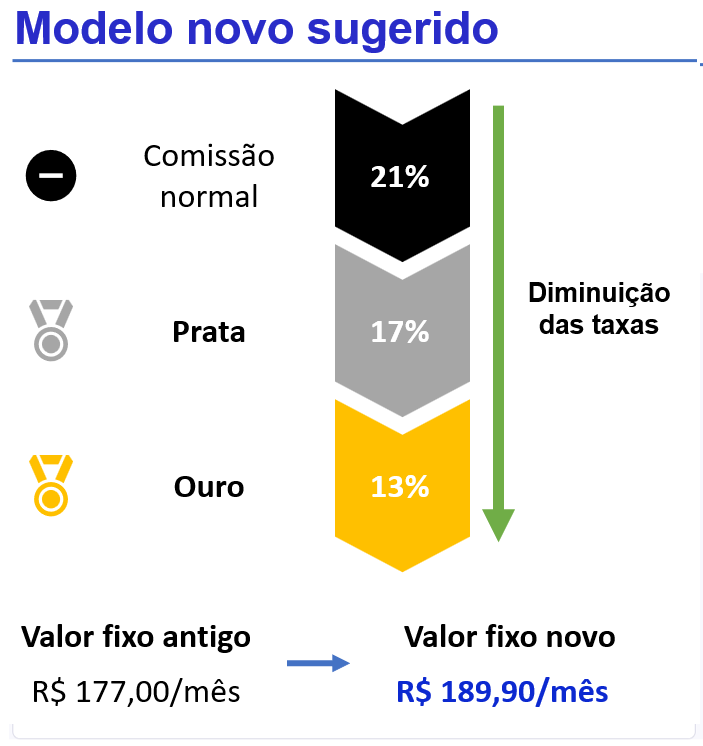 Modelo novo sugerido
Comissão
normal
21%
Prata
17%
Ouro
13%
Diminuição
das taxas
Valor fixo antigo
R$ 177,00/mês
Valor fixo novo
R$ 189,90/mês